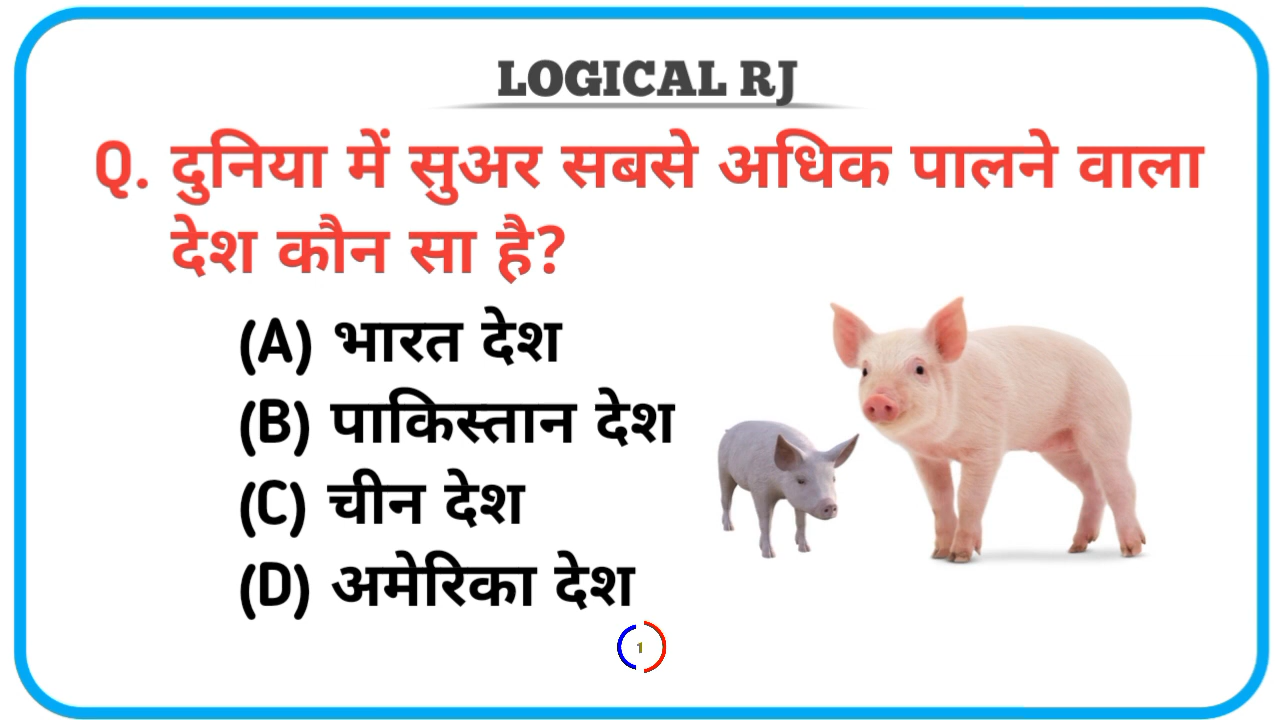 LOGICAL RJ
Q. दुनिया में सुअर सबसे अधिक पालने वाला
देश कौन सा है?
(A) भारत देश
(B) पाकिस्तान देश
(C) चीन देश
(D) अमेरिका देश
1